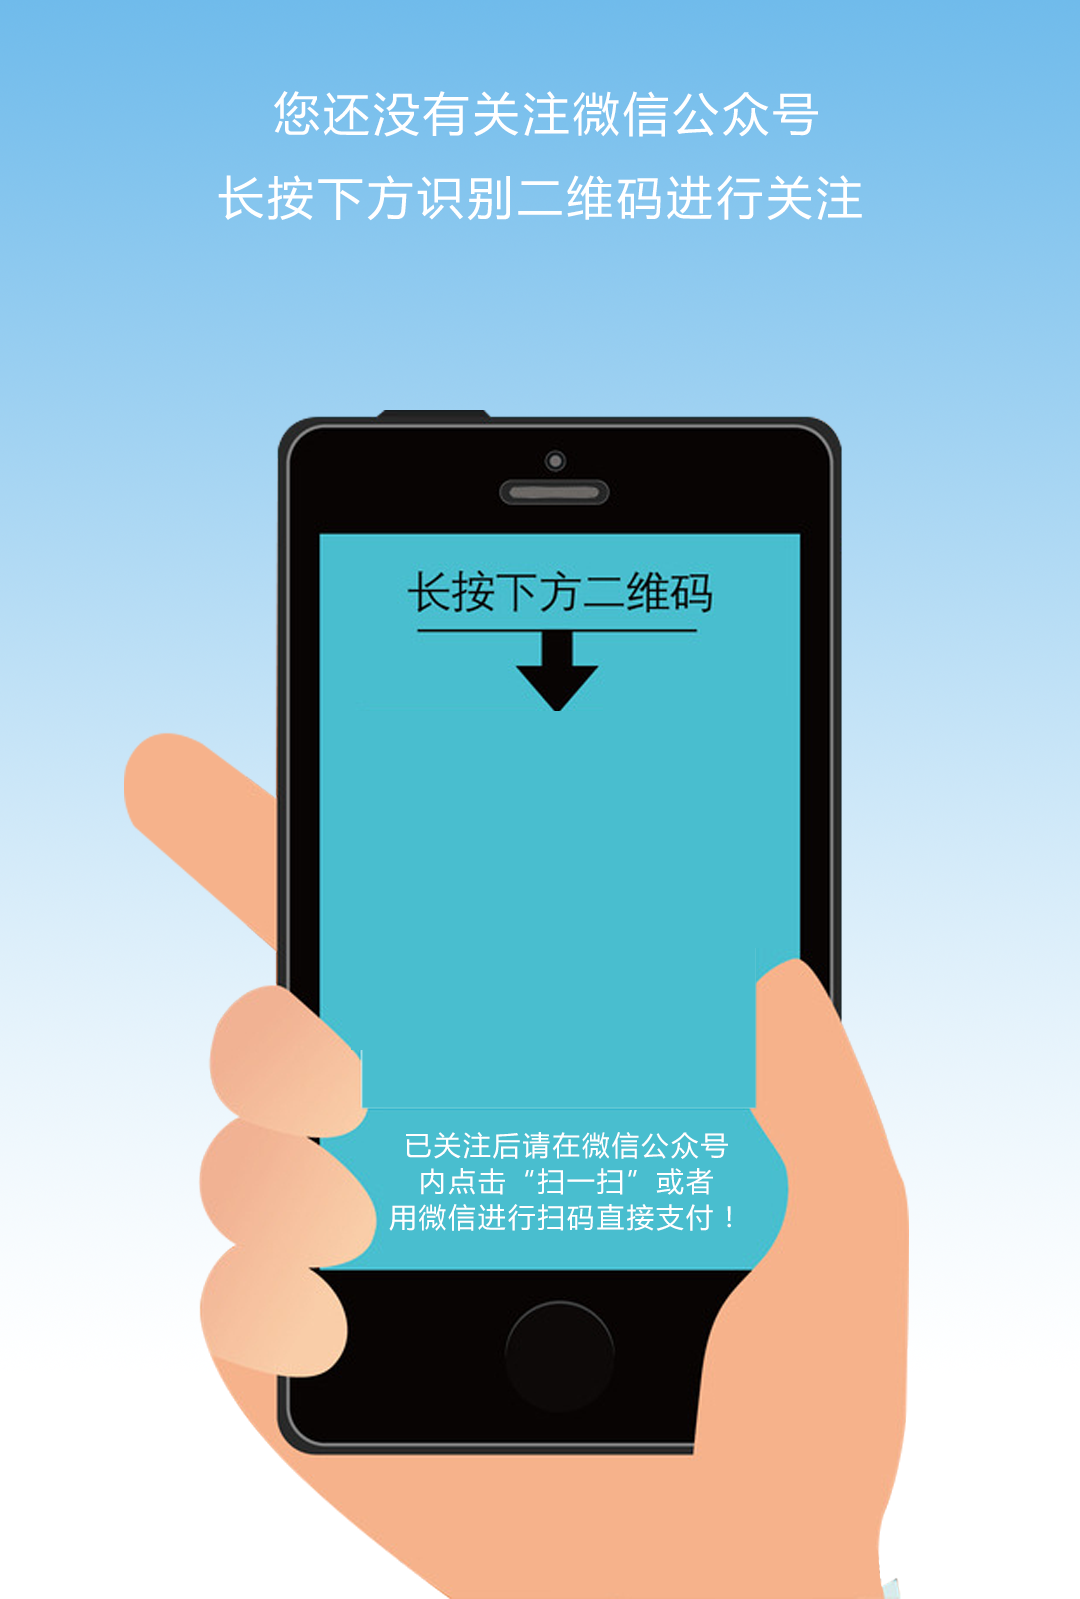 您还没有关注微信公众号
长按下方识别二维码进行关注
长按下方二维码
已关注后请在微信公众号
内点击“扫一扫”或者
用微信进行扫码直接支付！